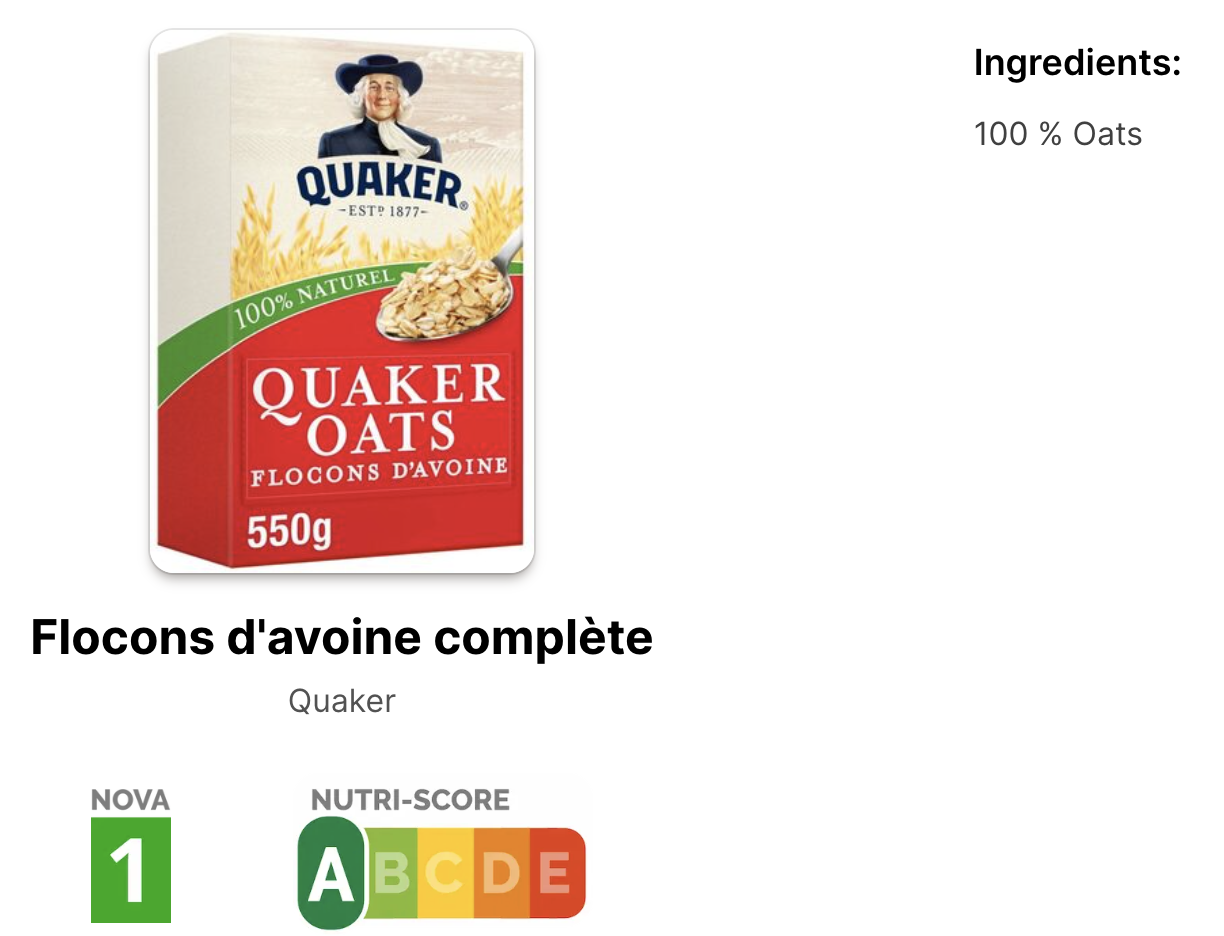 QUAKER®
-ESTD 1877-
100% NATUREL
QUAKER
OATS
FLOCONS D'AVOINE
550g
Flocons d'avoine complète
Quaker
NOVA
1
NUTRI-SCORE
A B C D E
Ingredients:
100 % Oats